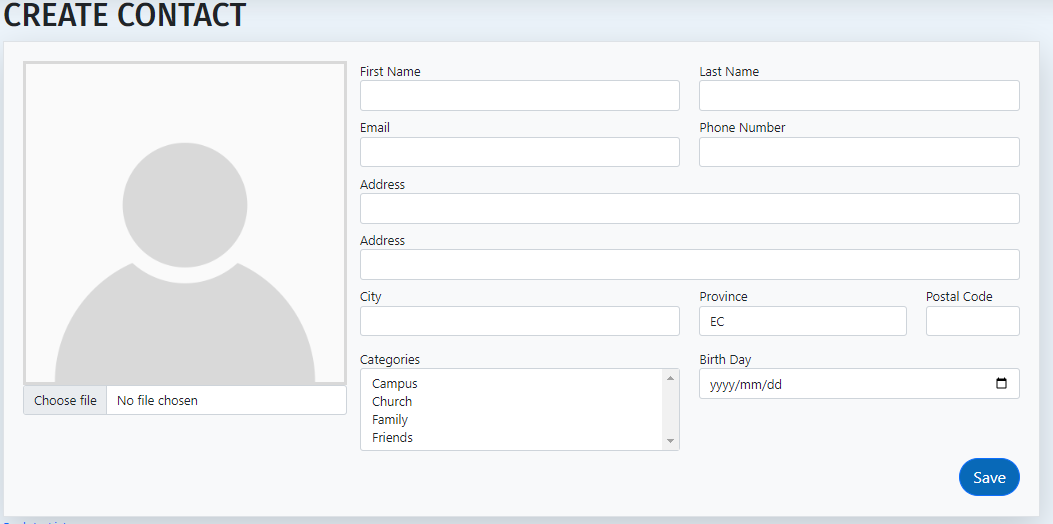 CREATE CONTACT
First Name
Last Name
Email
Phone Number
Address
Address
City
Province
Postal Code
EC
Categories
Birth Day
Campus
Church
Family
Friends
yyyy/mm/dd
Choose file
No file chosen
Save